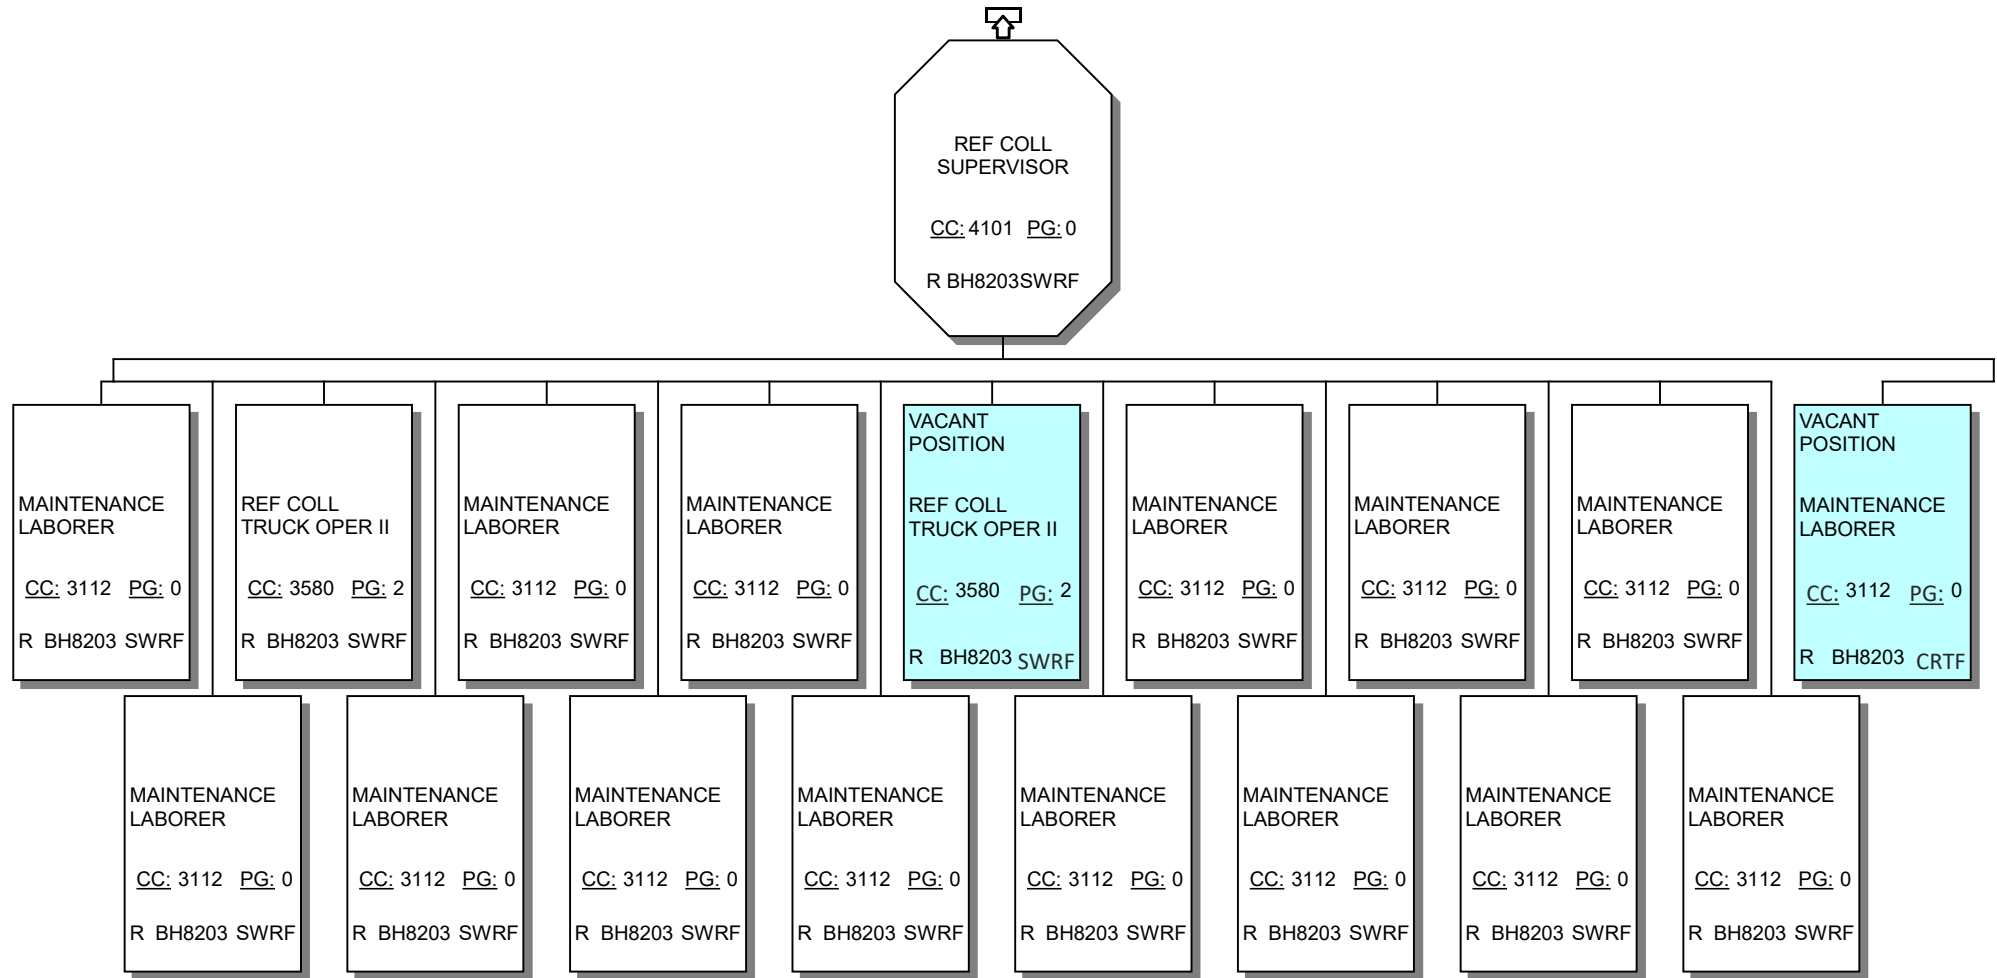 REF COLL
SUPERVISOR
CC: 4101 PG: 0
R BH8203SWRF
MAINTENANCE
LABORER
CC: 3112 PG: 0
R BH8203 SWRF
REF COLL
TRUCK OPER II
CC: 3580 PG: 2
R BH8203 SWRF
MAINTENANCE
LABORER
CC: 3112 PG: 0
R BH8203 SWRF
MAINTENANCE
LABORER
CC: 3112 PG: 0
R BH8203 SWRF
VACANT
POSITION
REF COLL
TRUCK OPER II
CC: 3580 PG: 2
R BH8203 SWRF
MAINTENANCE
LABORER
CC: 3112 PG: 0
R BH8203 SWRF
MAINTENANCE
LABORER
CC: 3112 PG: 0
R BH8203 SWRF
MAINTENANCE
LABORER
CC: 3112 PG: 0
R BH8203 SWRF
VACANT
POSITION
MAINTENANCE
LABORER
CC: 3112 PG: 0
R BH8203 CRTF
MAINTENANCE
LABORER
CC: 3112 PG: 0
R BH8203 SWRF
MAINTENANCE
LABORER
CC: 3112 PG: 0
R BH8203 SWRF
MAINTENANCE
LABORER
CC: 3112 PG: 0
R BH8203 SWRF
MAINTENANCE
LABORER
CC: 3112 PG: 0
R BH8203 SWRF
MAINTENANCE
LABORER
CC: 3112 PG: 0
R BH8203 SWRF
MAINTENANCE
LABORER
CC: 3112 PG: 0
R BH8203 SWRF
MAINTENANCE
LABORER
CC: 3112 PG: 0
R BH8203 SWRF
MAINTENANCE
LABORER
CC: 3112 PG: 0
R BH8203 SWRF